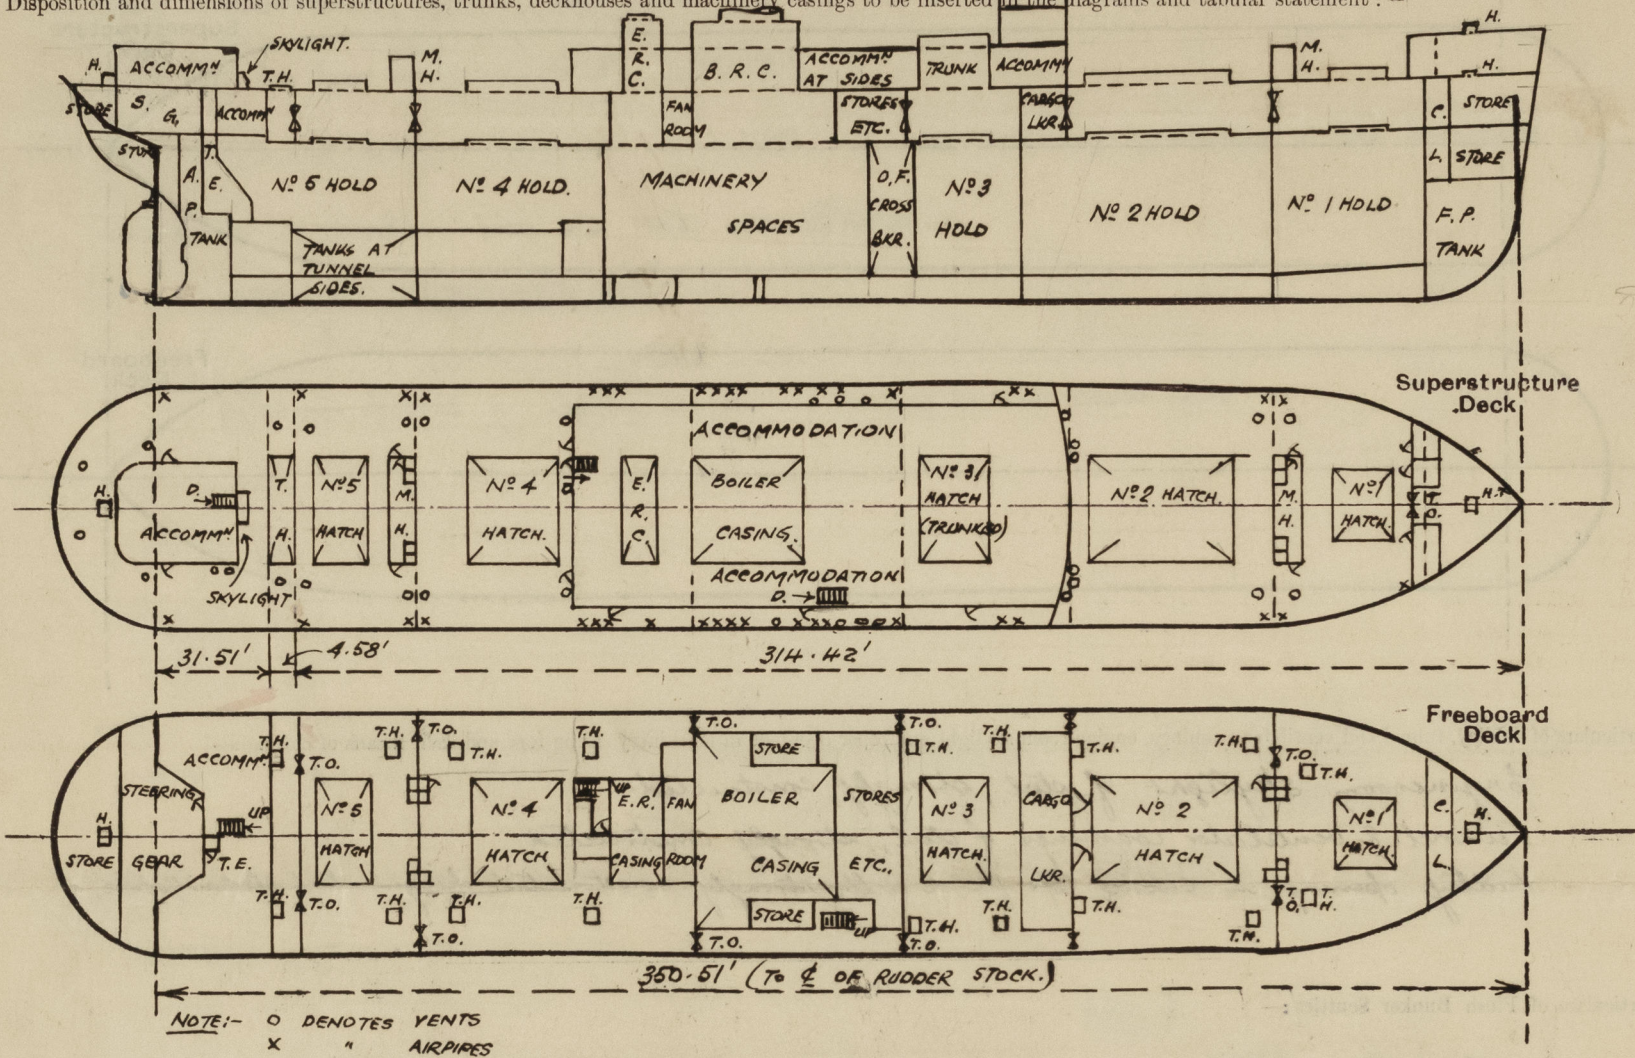 Disposition and dimensions of superstructures, trunks, deckhouses and machinery casings to be inserted in the diagrams and tabular statement :—
H.
SKYLIGHT.
ACCOMMN
T.H.
M.
H.
E.
R.
C.
B. R. C.
ACCOMMN
AT SIDES
TRUNK
ACCOMMN
M.
H.
H.
H.
STORE
S. G.
ACCOMMN
FAN
ROOM
STORES
ETC.
CARGO
LKR.
C.
L.
STORE
STORE
STORE
A.
P.
TANK
T.
E.
No 5 HOLD
No 4 HOLD.
MACHINERY
SPACES
O.F.
CROSS
BKR.
No 3
HOLD
No 2 HOLD
No 1 HOLD
F. P.
TANK
TANKS AT
TUNNEL
SIDES.
Superstructure
Deck
H.
D.
ACCOMMN
SKYLIGHT
T.
H.
No 5
HATCH
M.
H.
No 4
HATCH.
ACCOMMODATION
E.
R.
C.
BOILER
CASING.
ACCOMMODATION
D.
No 3
HATCH
(TRUNKED)
No 2 HATCH.
M.
H.
No 1
HATCH.
T.
O.
H.
31·51'
4·58'
314·42'
Freeboard
Deck
STEERING
GEAR
STORE
H.
ACCOMMN
UP
T.E.
T.H.
T.H.
T.O.
T.O.
No 5
HATCH
T.H.
T.H.
T.O.
T.O.
T.H.
T.H.
No 4
HATCH
T.H.
T.H.
UP
E.R.
CASING
FAN
ROOM
T.O.
T.O.
STORE
BOILER
CASING
STORE
UP
STORES
ETC.
T.O.
T.O.
T.H.
T.H.
T.H.
T.H.
No 3
HATCH.
CARGO
LKR.
T.H.
T.H.
No 2
HATCH
T.H.
T.H.
T.O.
T.H.
T.
O.
T.
H.
No 1
HATCH.
C.
L.
H.
350·51' (TO ℄ OF RUDDER STOCK.)
NOTE:- O DENOTES VENTS
X " AIRPIPES